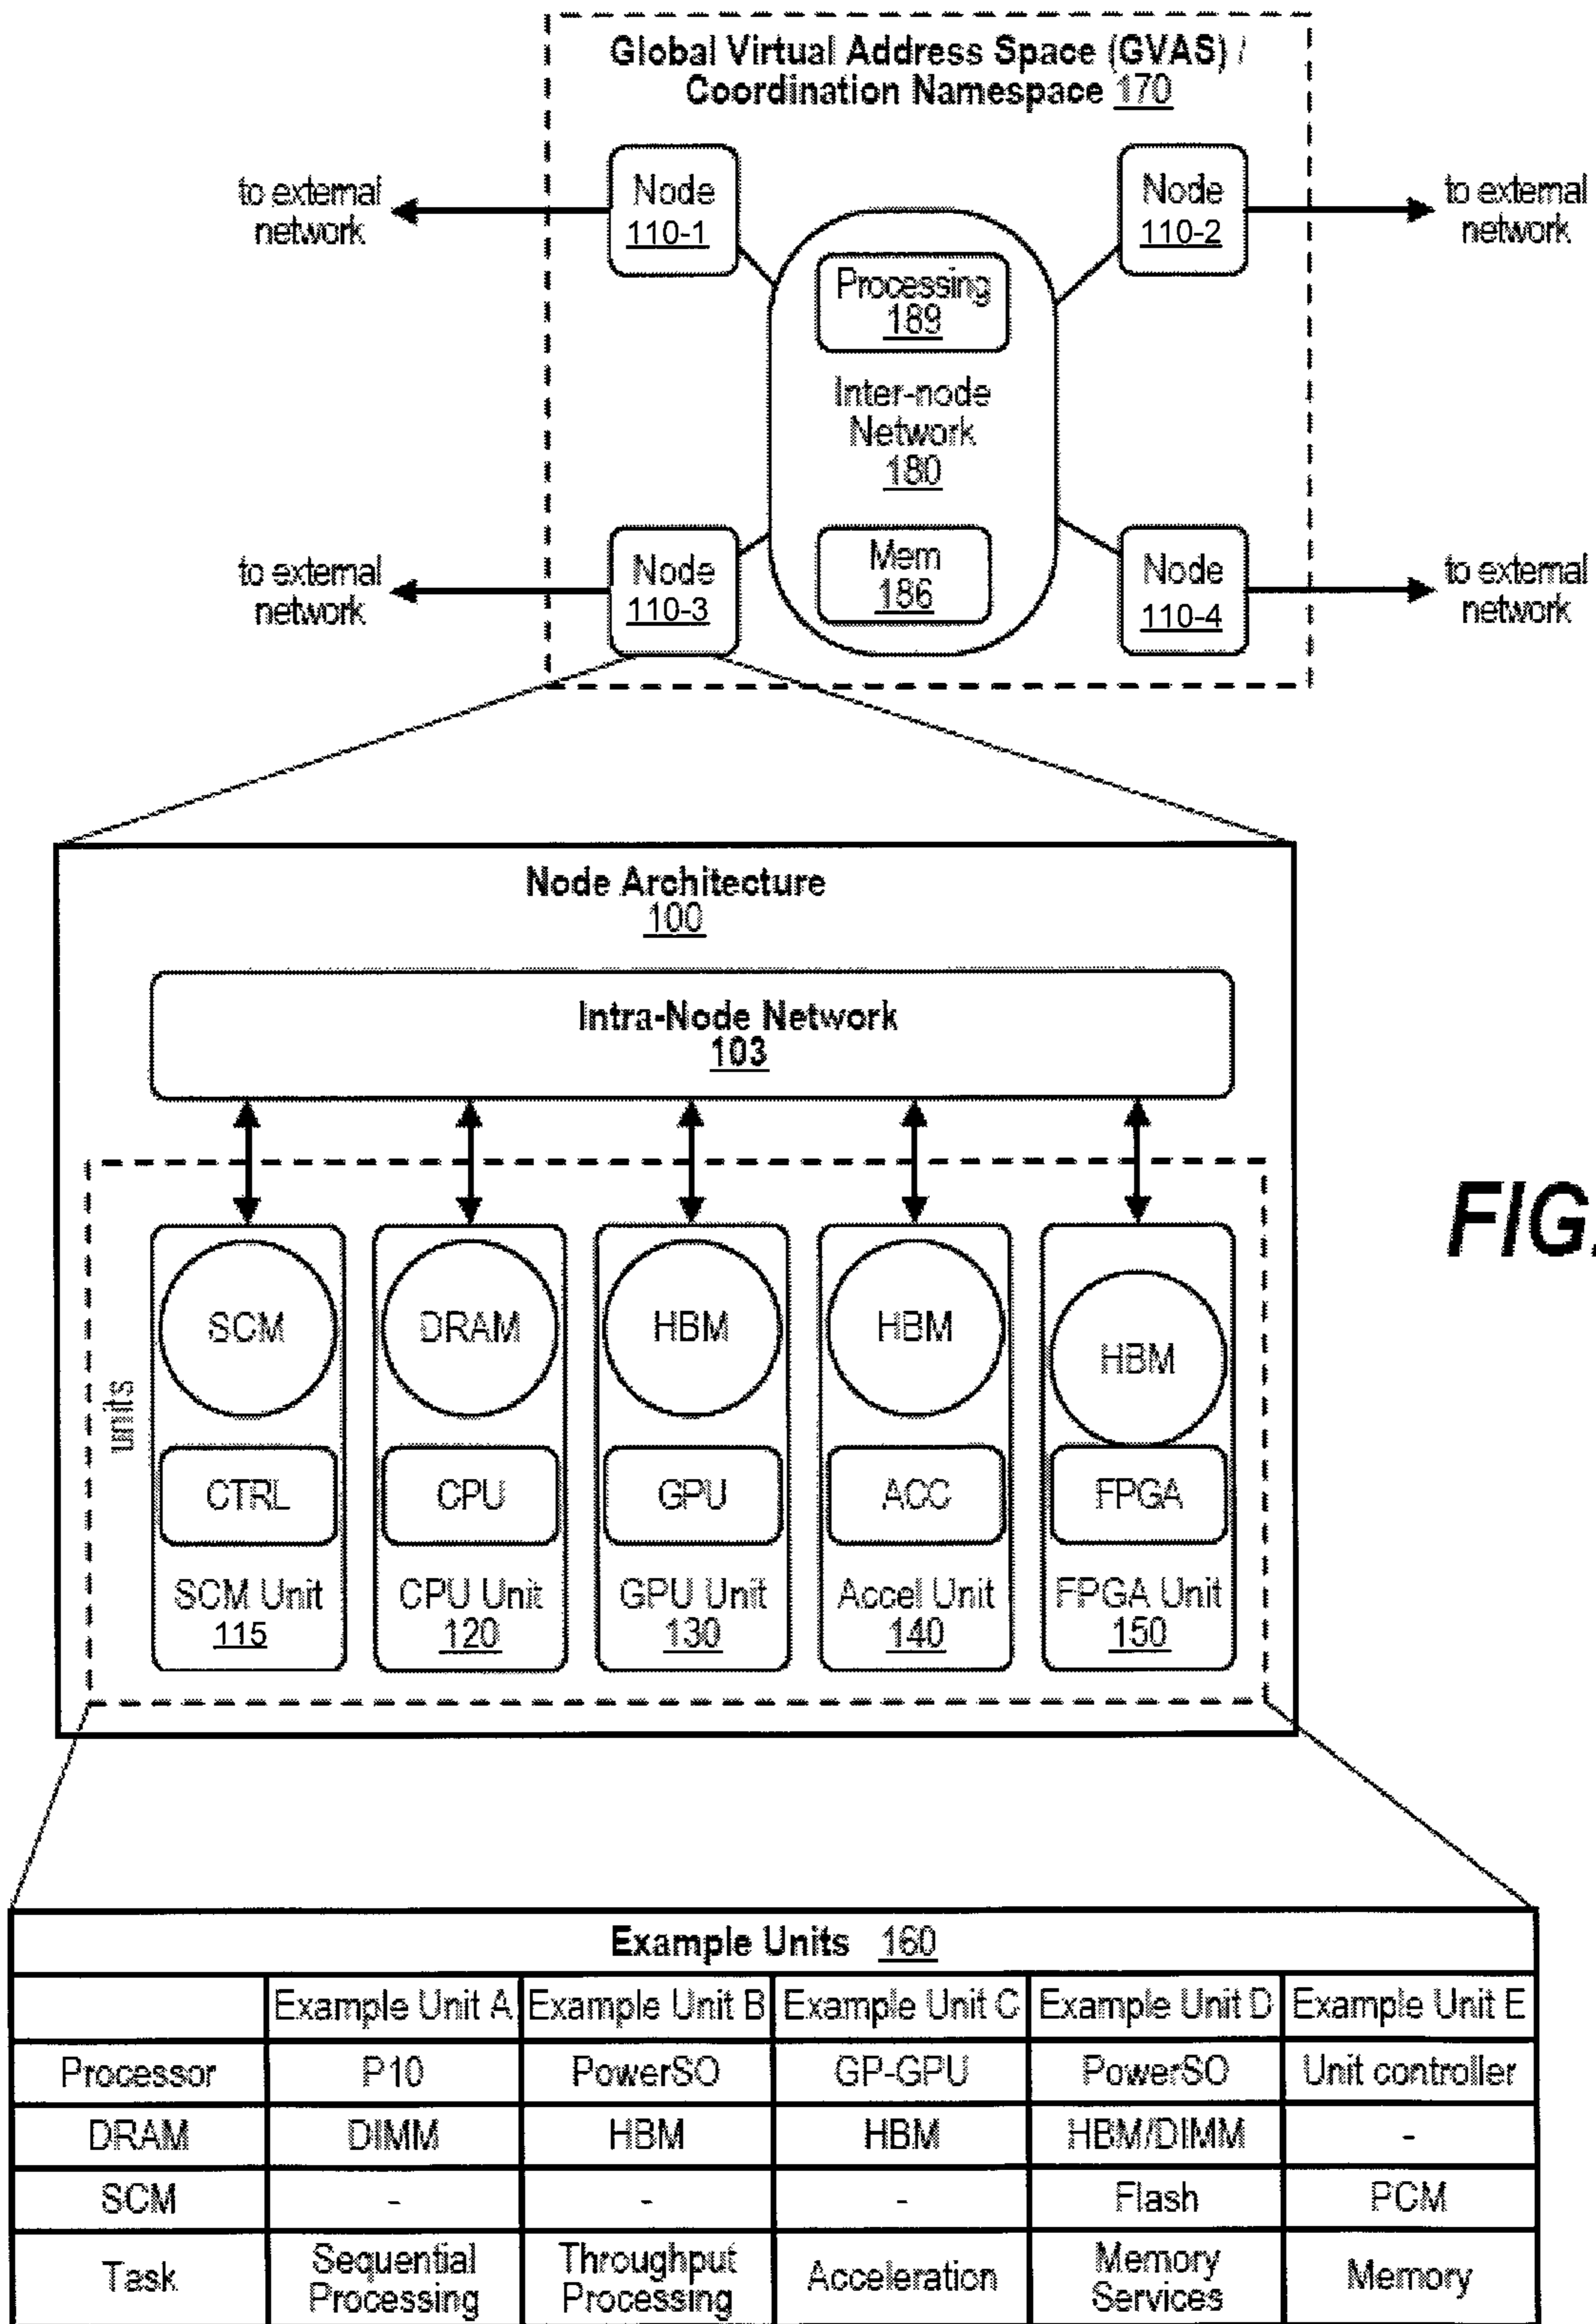 Global Virtual Address Space (GVAS) /
Coordination Namespace 170
to external
network
Node
110-1
Node
110-2
to external
network
Processing
189
Inter-node
Network
180
to external
network
Node
110-3
Mem
186
Node
110-4
to external
network
Node Architecture
100
Intra-Node Network
103
FIG.
units
SCM
DRAM
HBM
HBM
HBM
CTRL
CPU
GPU
ACC
FPGA
SCM Unit
115
CPU Unit
120
GPU Unit
130
Accel Unit
140
FPGA Unit
150
Example Units 160
Example Unit A Example Unit B Example Unit C Example Unit D Example Unit E
Processor P10 PowerSO GP-GPU PowerSO Unit controller
DRAM DIMM HBM HBM HBM/DIMM -
SCM - - - Flash PCM
Task
Sequential
Processing
Throughput
Processing
Acceleration
Memory
Services
Memory